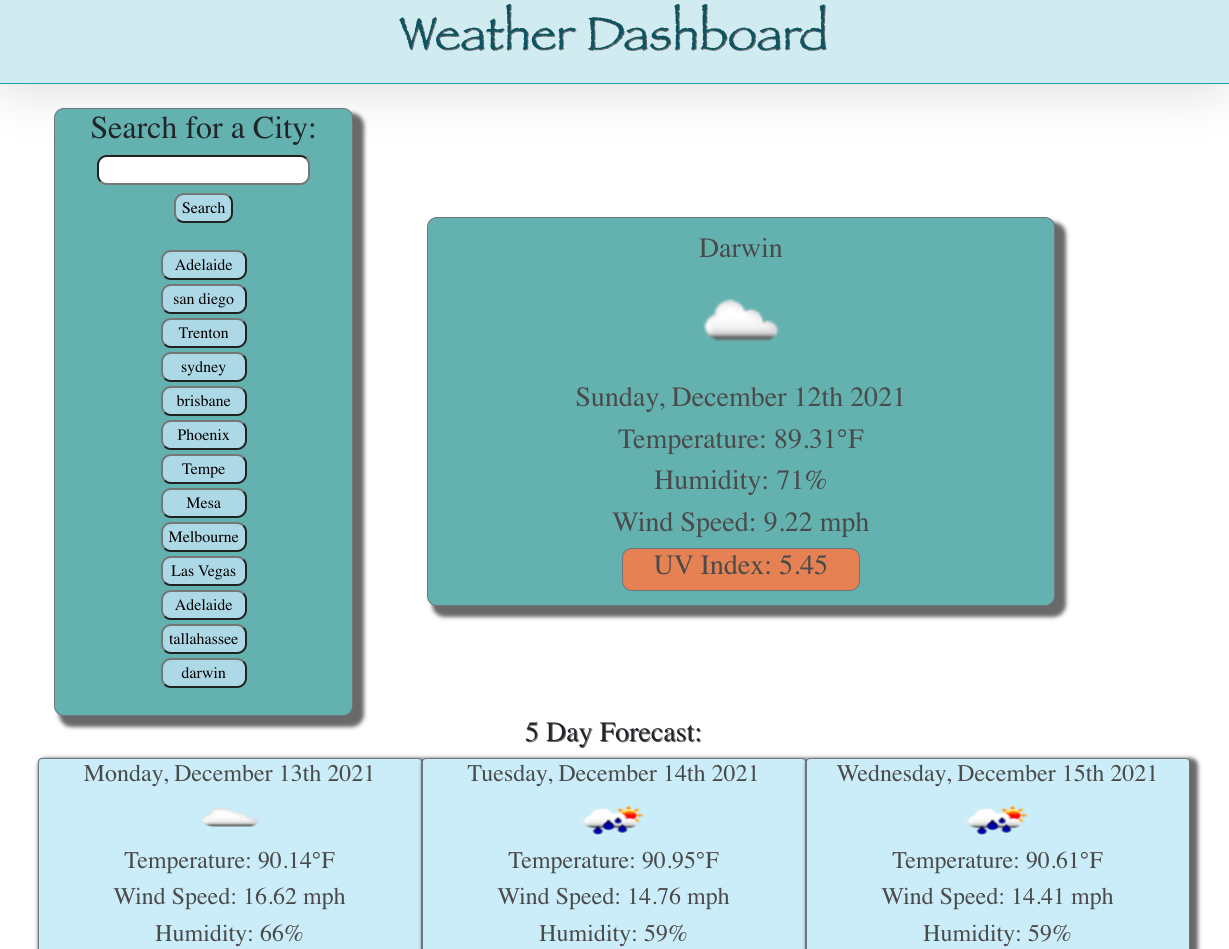 Weather Dashboard
Search for a City:
Search
Adelaide
san diego
Trenton
sydney
brisbane
Phoenix
Tempe
Mesa
Melbourne
Las Vegas
Adelaide
tallahassee
darwin
Darwin
Sunday, December 12th 2021
Temperature: 89.31°F
Humidity: 71%
Wind Speed: 9.22 mph
UV Index: 5.45
5 Day Forecast:
Monday, December 13th 2021
Temperature: 90.14°F
Wind Speed: 16.62 mph
Humidity: 66%
Tuesday, December 14th 2021
Temperature: 90.95°F
Wind Speed: 14.76 mph
Humidity: 59%
Wednesday, December 15th 2021
Temperature: 90.61°F
Wind Speed: 14.41 mph
Humidity: 59%